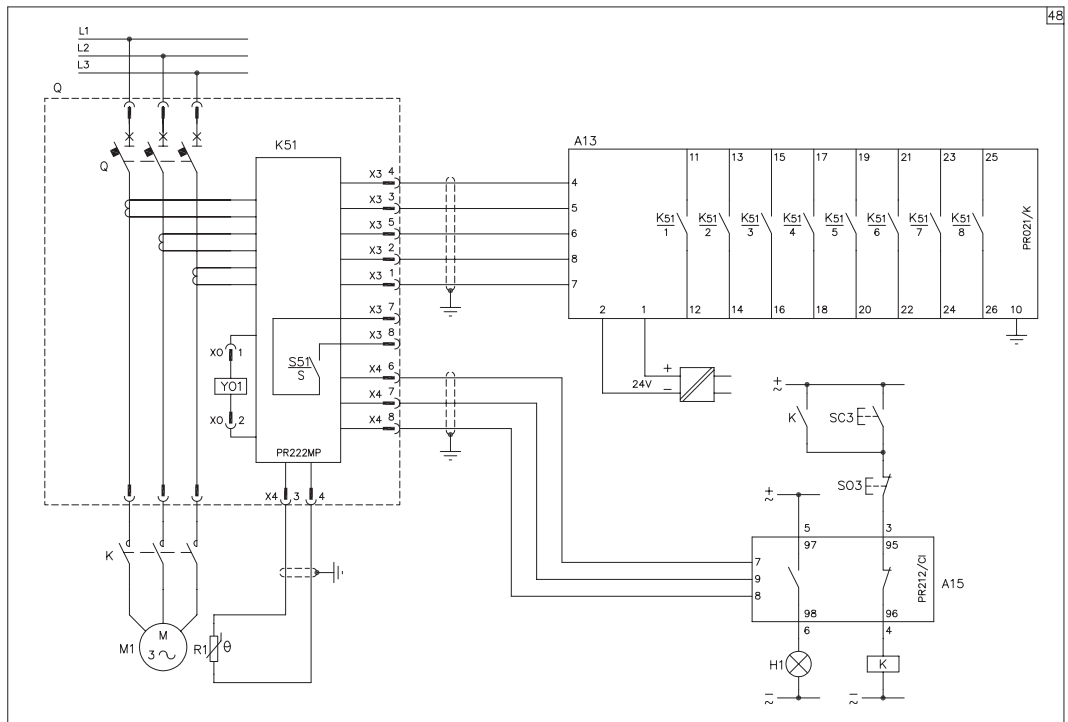 48
L1
L2
L3
Q
Q
K51
A13
X3 4
X3 3
X3 5
X3 2
X3 1
X3 7
X3 8
X4 6
X4 7
X4 8
4
5
6
8
7
11 13 15 17 19 21 23 25
K51 K51 K51 K51 K51 K51 K51 K51
1 2 3 4 5 6 7 8
PR021/K
12 14 16 18 20 22 24 26 10
2 1
+
24V
−
S51
S
X0 1
Y01
X0 2
PR222MP
X4 3 4
+
~
K
SC3
SO3
+
~
5 3
97 95
7
9
8
PR212/CI
A15
98 96
6 4
H1
K
−
~
−
~
K
M1
M
3 ~
R1
θ